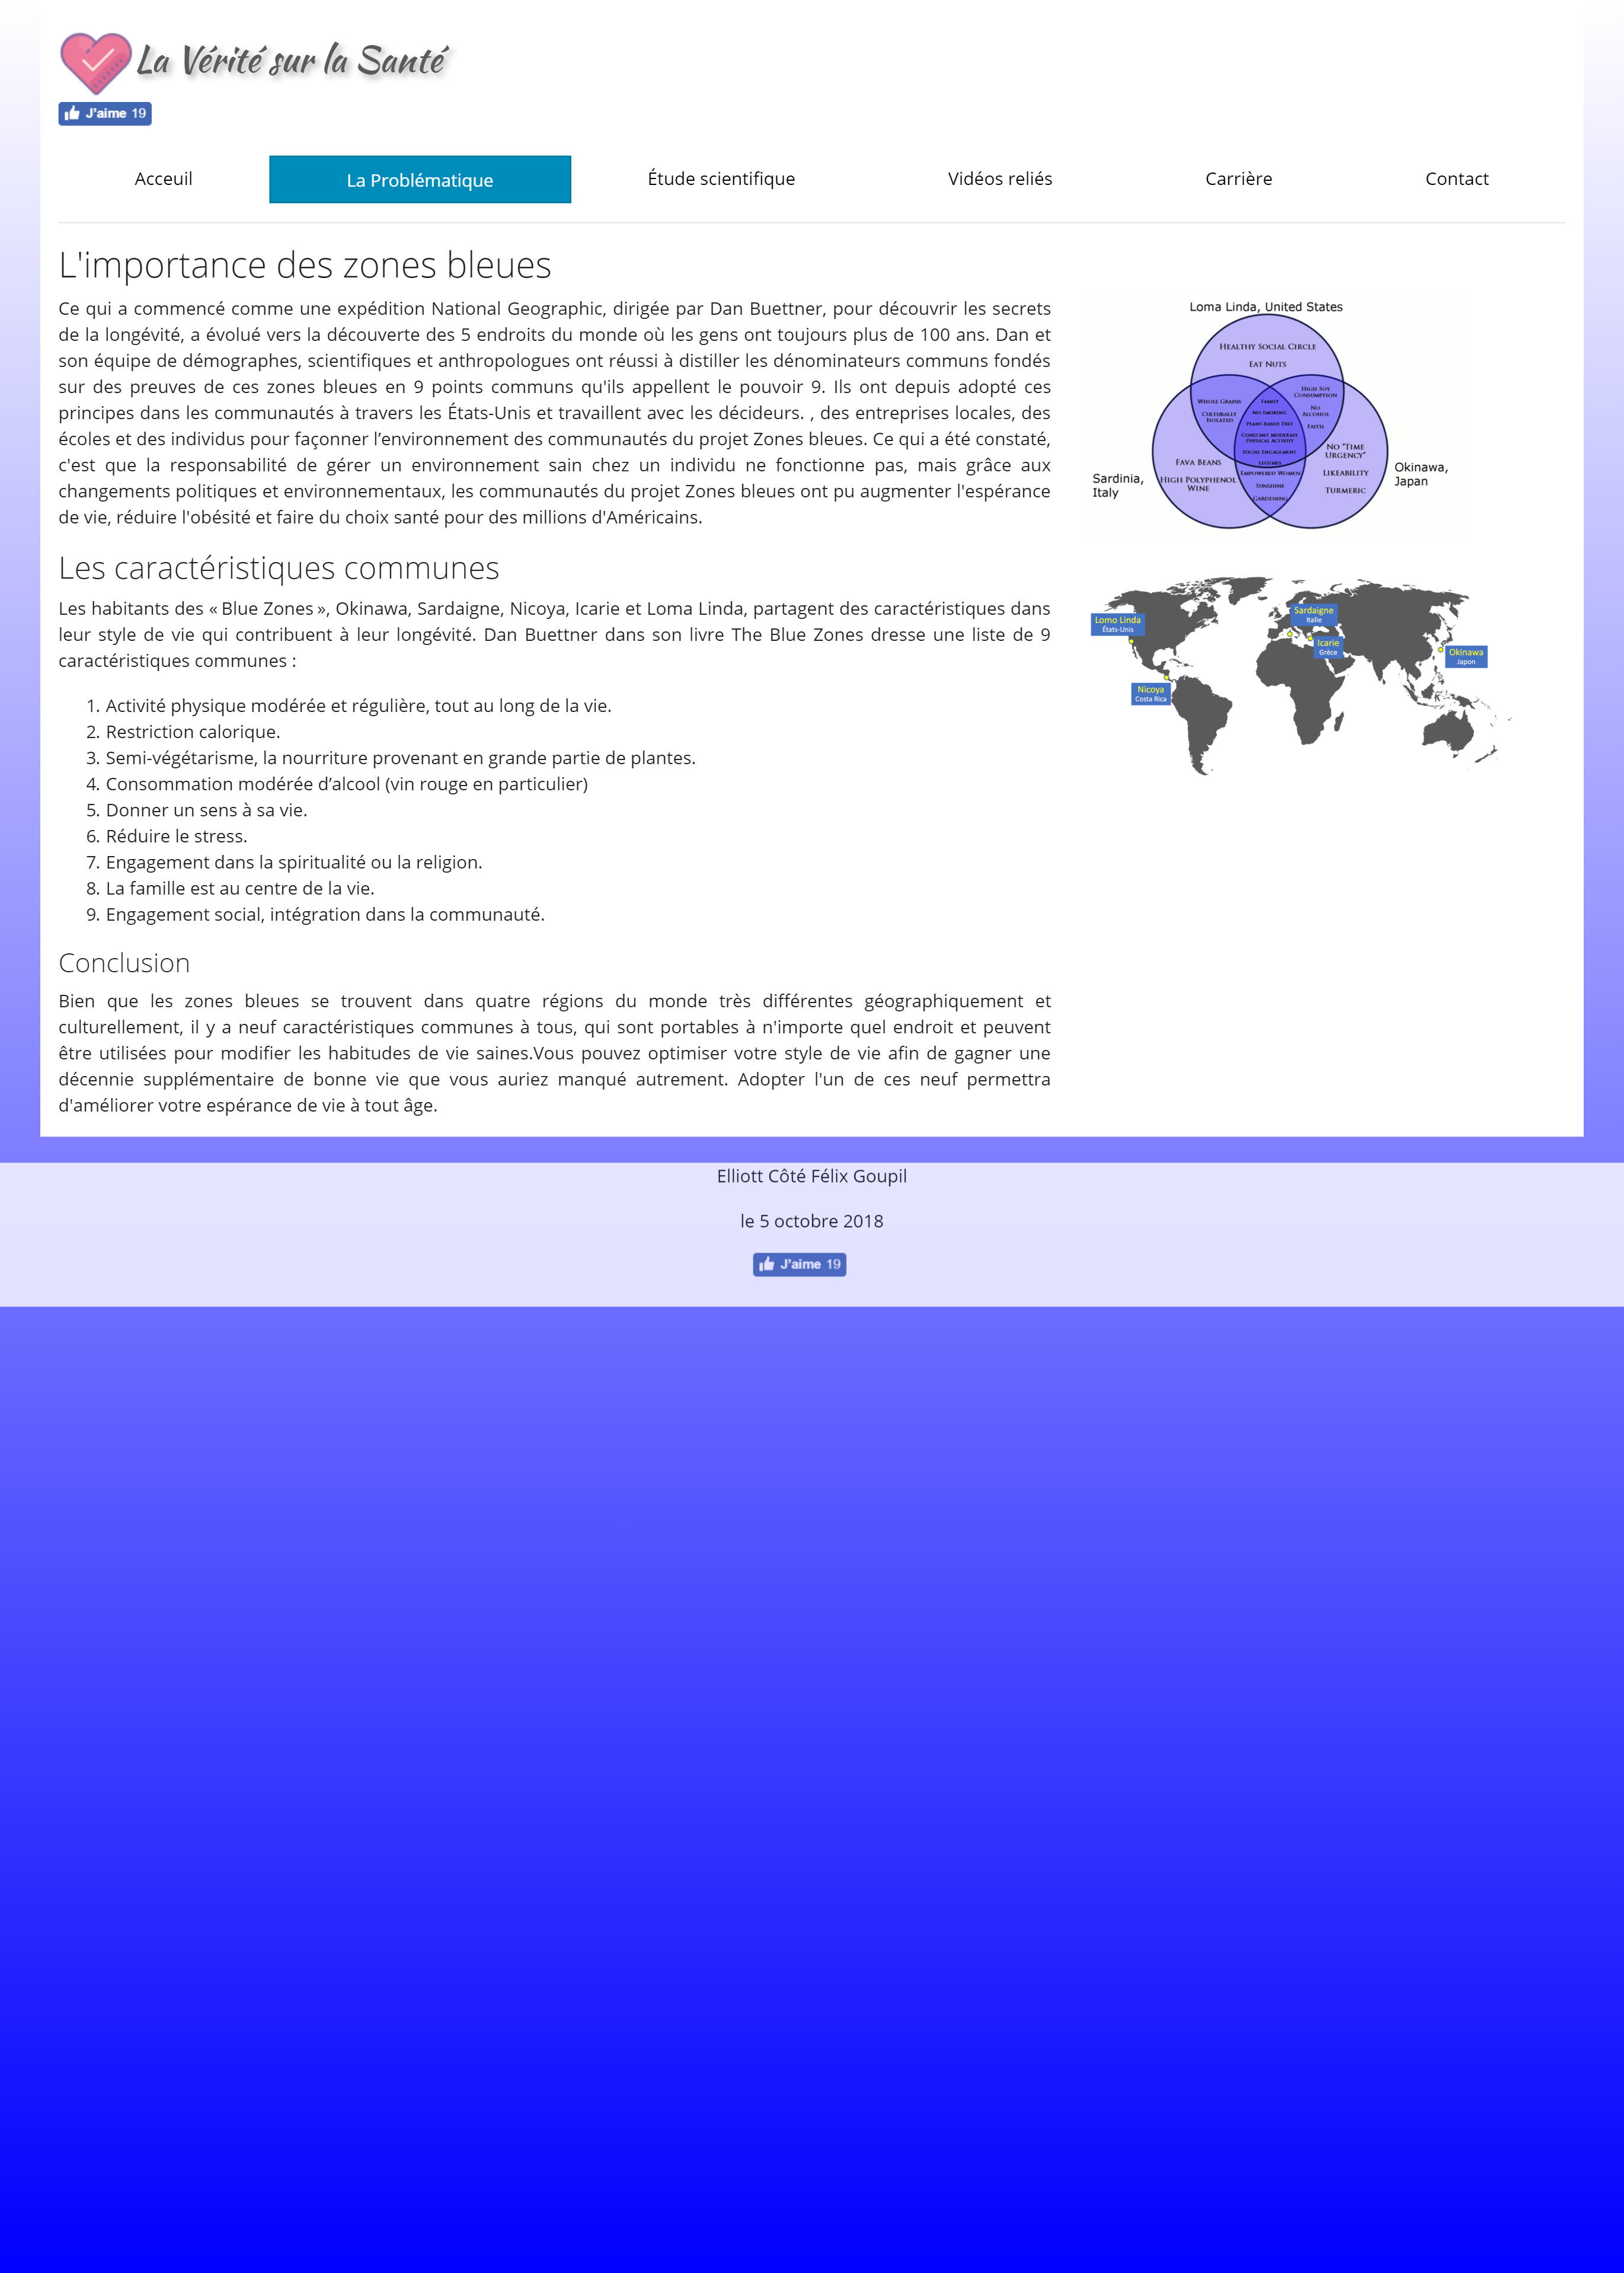 La Vérité sur la Santé
J'aime 19
Acceuil
La Problématique
Étude scientifique
Vidéos reliés
Carrière
Contact
L'importance des zones bleues
Ce qui a commencé comme une expédition National Geographic, dirigée par Dan Buettner, pour découvrir les secrets
de la longévité, a évolué vers la découverte des 5 endroits du monde où les gens ont toujours plus de 100 ans. Dan et
son équipe de démographes, scientifiques et anthropologues ont réussi à distiller les dénominateurs communs fondés
sur des preuves de ces zones bleues en 9 points communs qu'ils appellent le pouvoir 9. Ils ont depuis adopté ces
principes dans les communautés à travers les États-Unis et travaillent avec les décideurs. , des entreprises locales, des
écoles et des individus pour façonner l’environnement des communautés du projet Zones bleues. Ce qui a été constaté,
c'est que la responsabilité de gérer un environnement sain chez un individu ne fonctionne pas, mais grâce aux
changements politiques et environnementaux, les communautés du projet Zones bleues ont pu augmenter l'espérance
de vie, réduire l'obésité et faire du choix santé pour des millions d'Américains.
Les caractéristiques communes
Les habitants des « Blue Zones », Okinawa, Sardaigne, Nicoya, Icarie et Loma Linda, partagent des caractéristiques dans
leur style de vie qui contribuent à leur longévité. Dan Buettner dans son livre The Blue Zones dresse une liste de 9
caractéristiques communes :
1. Activité physique modérée et régulière, tout au long de la vie.
2. Restriction calorique.
3. Semi-végétarisme, la nourriture provenant en grande partie de plantes.
4. Consommation modérée d’alcool (vin rouge en particulier)
5. Donner un sens à sa vie.
6. Réduire le stress.
7. Engagement dans la spiritualité ou la religion.
8. La famille est au centre de la vie.
9. Engagement social, intégration dans la communauté.
Conclusion
Bien que les zones bleues se trouvent dans quatre régions du monde très différentes géographiquement et
culturellement, il y a neuf caractéristiques communes à tous, qui sont portables à n'importe quel endroit et peuvent
être utilisées pour modifier les habitudes de vie saines.Vous pouvez optimiser votre style de vie afin de gagner une
décennie supplémentaire de bonne vie que vous auriez manqué autrement. Adopter l'un de ces neuf permettra
d'améliorer votre espérance de vie à tout âge.
Loma Linda, United States
HEALTHY SOCIAL CIRCLE
EAT NUTS
WHOLE GRAINS
CULTURALLY
ISOLATED
HIGH SOY
CONSUMPTION
NO
ALCOHOL
FAITH
FAMILY
NO SMOKING
PLANT-BASED DIET
CONSTANT MODERATE
PHYSICAL ACTIVITY
SOCIAL ENGAGEMENT
LEGUMES
EMPOWERED WOMEN
SUNSHINE
GARDENING
FAVA BEANS
HIGH POLYPHENOL
WINE
NO "TIME
URGENCY"
LIKEABILITY
TURMERIC
Sardinia,
Italy
Okinawa,
Japan
Lomo Linda
États-Unis
Sardaigne
Italie
Icarie
Grèce
Okinawa
Japon
Nicoya
Costa Rica
Elliott Côté Félix Goupil
le 5 octobre 2018
J'aime 19